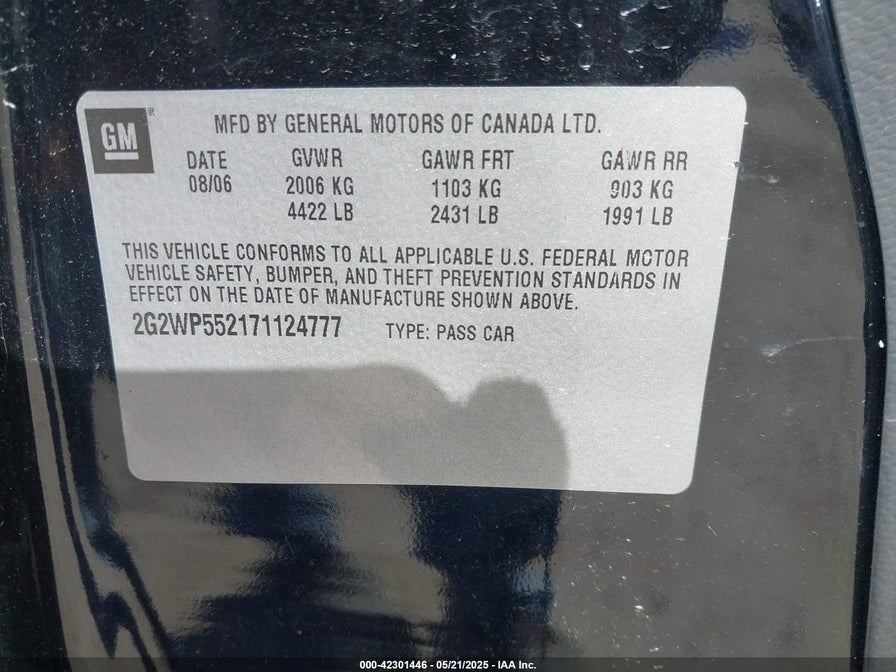 GM ®
MFD BY GENERAL MOTORS OF CANADA LTD.
DATE GVWR GAWR FRT GAWR RR
08/06 2006 KG 1103 KG 903 KG
4422 LB 2431 LB 1991 LB
THIS VEHICLE CONFORMS TO ALL APPLICABLE U.S. FEDERAL MOTOR
VEHICLE SAFETY, BUMPER, AND THEFT PREVENTION STANDARDS IN
EFFECT ON THE DATE OF MANUFACTURE SHOWN ABOVE.
2G2WP552171124777 TYPE: PASS CAR
000-42301446 - 05/21/2025 - IAA Inc.